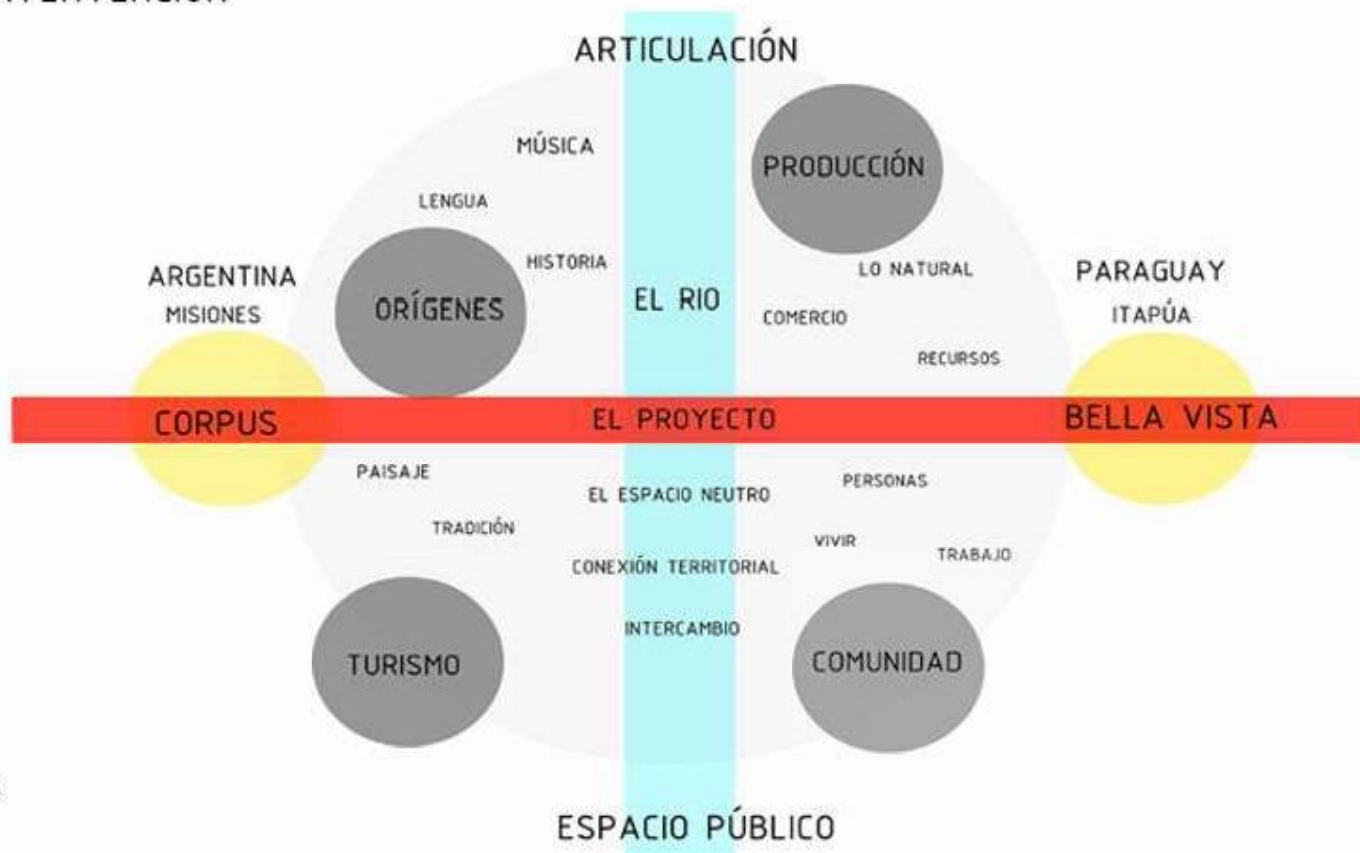 ARTICULACIÓN
MÚSICA
PRODUCCIÓN
LENGUA
HISTORIA
LO NATURAL
ARGENTINA
PARAGUAY
MISIONES
ORÍGENES
EL RIO
COMERCIO
ITAPÚA
RECURSOS
CORPUS
EL PROYECTO
BELLA VISTA
PAISAJE
PERSONAS
EL ESPACIO NEUTRO
TRADICIÓN
VIVIR
TRABAJO
CONEXIÓN TERRITORIAL
INTERCAMBIO
TURISMO
COMUNIDAD
ESPACIO PÚBLICO